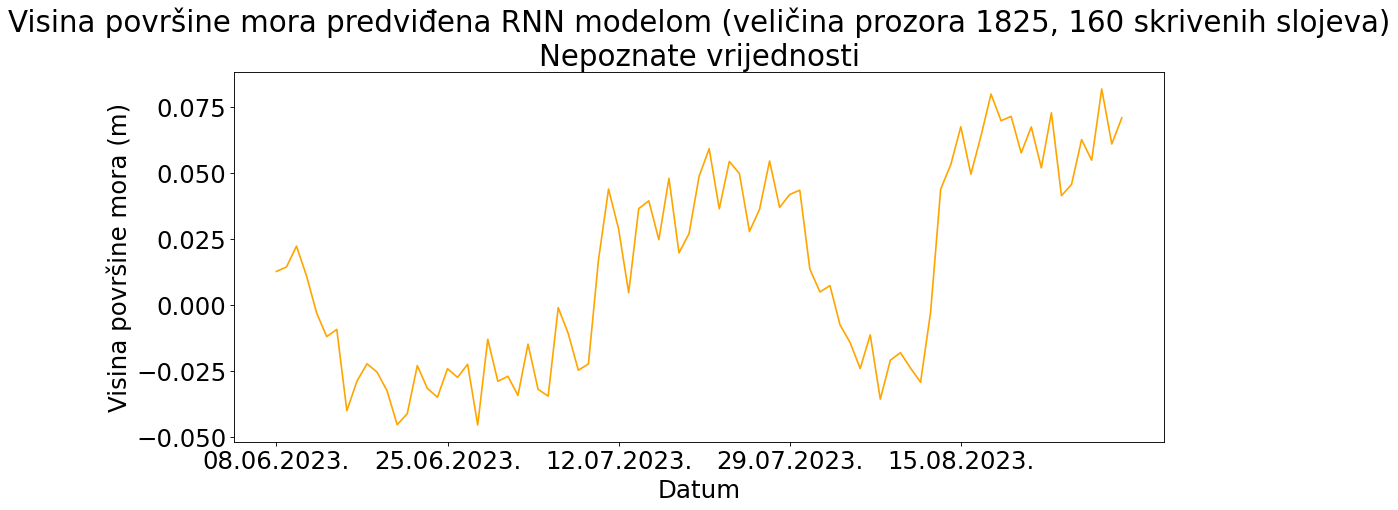 Visina površine mora predviđena RNN modelom (veličina prozora 1825, 160 skrivenih slojeva)
Nepoznate vrijednosti
Visina površine mora (m)
0.075
0.050
0.025
0.000
−0.025
−0.050
08.06.2023. 25.06.2023. 12.07.2023. 29.07.2023. 15.08.2023.
Datum